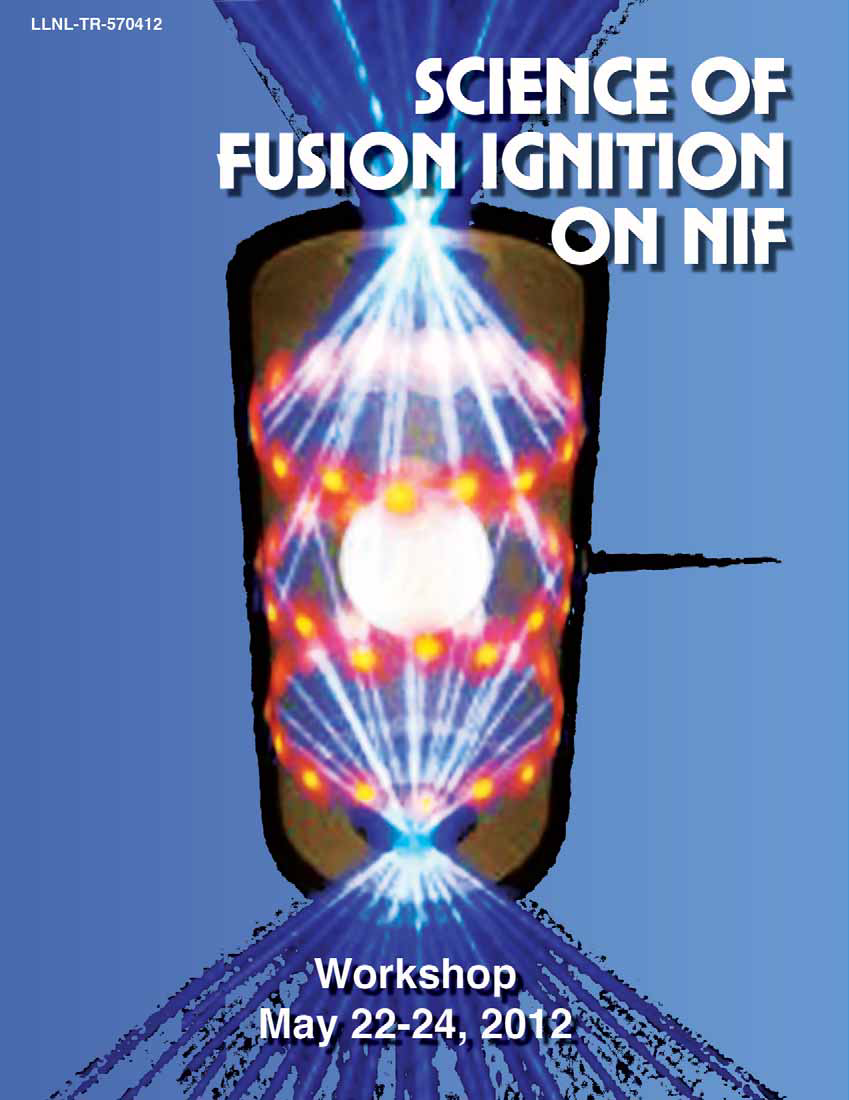 LLNL-TR-570412
SCIENCE OF
FUSION IGNITION
ON NIF
Workshop
May 22-24, 2012